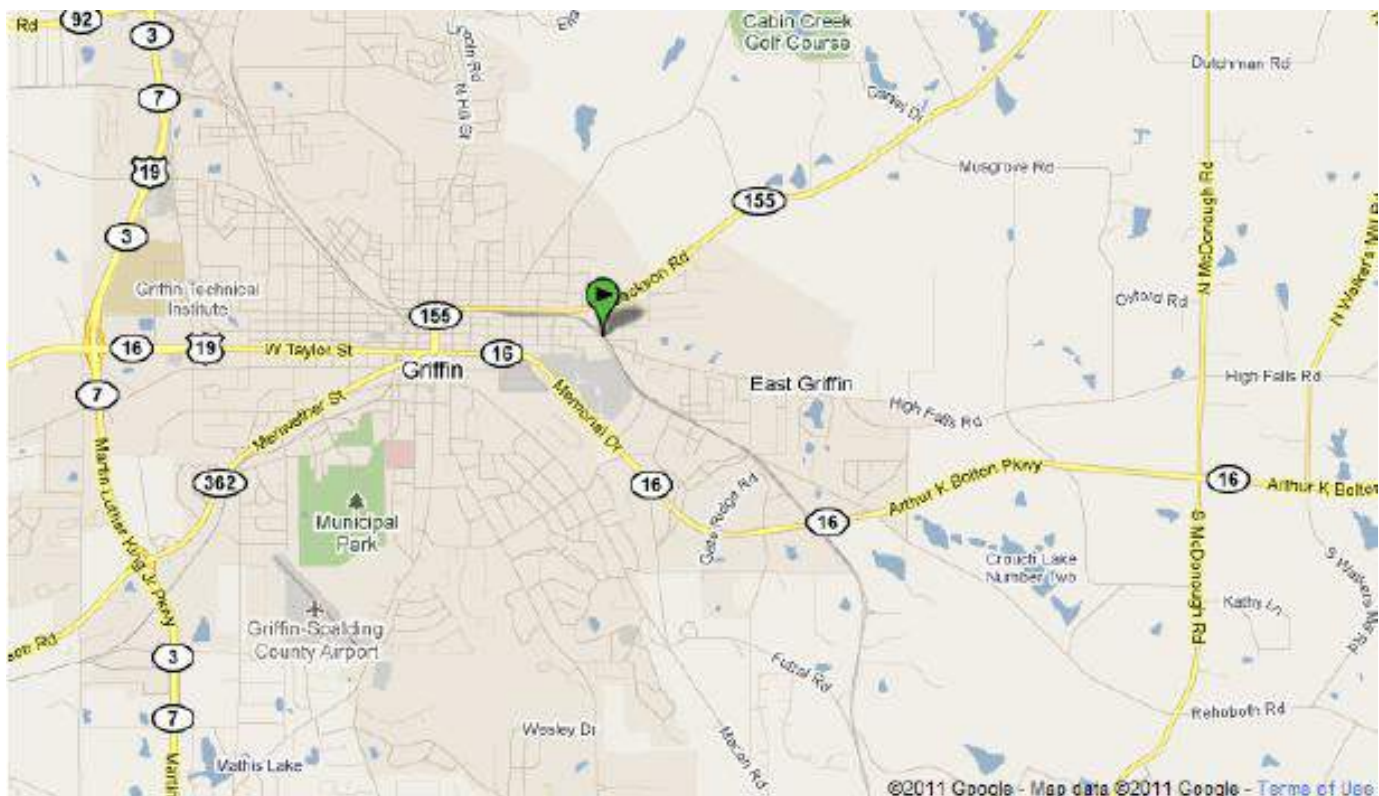 92
Rd
3
7
19
3
N Hill St
Cabin Creek
Golf Course
Dutchman Rd
Musgrove Rd
155
Jackson Rd
N McDonough Rd
Griffin Technical
Institute
155
16
19
W Taylor St
16
Griffin
7
Meriwether St
Memorial Dr
East Griffin
High Falls Rd
High Falls Rd
362
Martin Luther King Jr Pkwy
Municipal
Park
16
16
Arthur K Bolton Pkwy
16
Arthur K Bolton
Crouch Lake
Number Two
S McDonough Rd
Kathy Ln
Griffin-Spalding
County Airport
3
7
Futral Rd
Rehoboth Rd
Wesley Dr
Macon Rd
Mathis Lake
©2011 Google - Map data ©2011 Google - Terms of Use